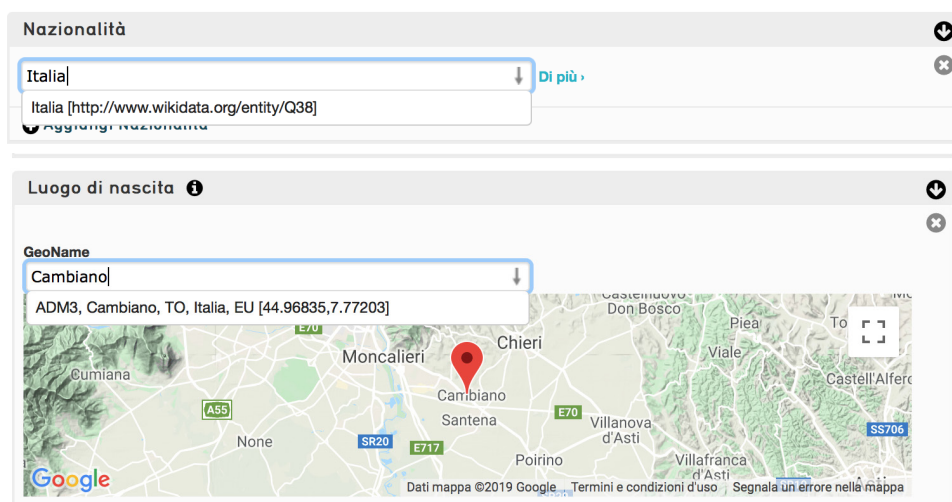 Nazionalità
Italia
Di più ›
Italia [http://www.wikidata.org/entity/Q38]
Aggiungi Nazionalità
Luogo di nascita
GeoName
Cambiano
ADM3, Cambiano, TO, Italia, EU [44.96835,7.77203]
Castelnuovo
Don Bosco
E70
Piea
To
Moncalieri
Chieri
Viale
Cumiana
Cambiano
Castell'Alfero
A55
Santena
E70
Villanova
d'Asti
SS706
None
SR20
E717
Poirino
Villafranca
d'Asti
Asti
Google
Dati mappa ©2019 Google
Termini e condizioni d'uso
Segnala un errore nella mappa